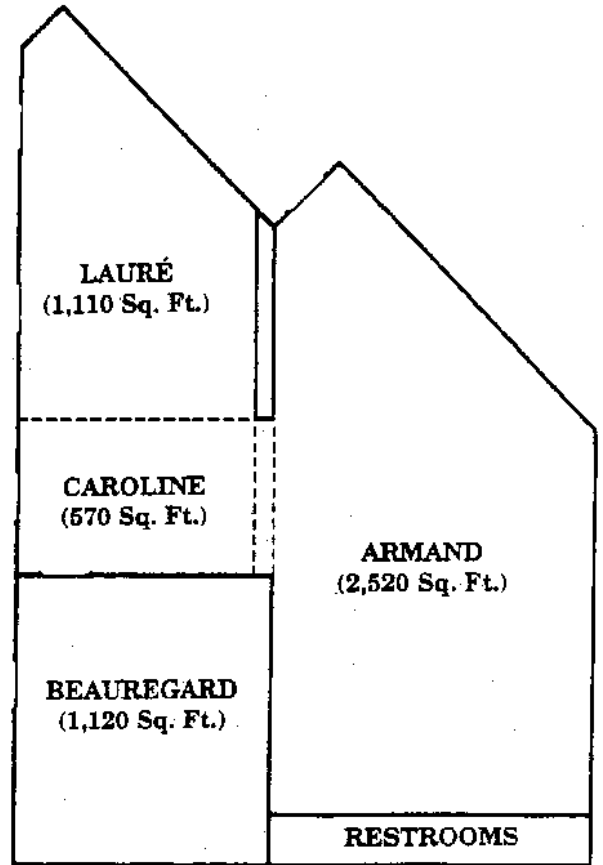 LAURÉ
(1,110 Sq. Ft.)
CAROLINE
(570 Sq. Ft.)
ARMAND
(2,520 Sq. Ft.)
BEAUREGARD
(1,120 Sq. Ft.)
RESTROOMS